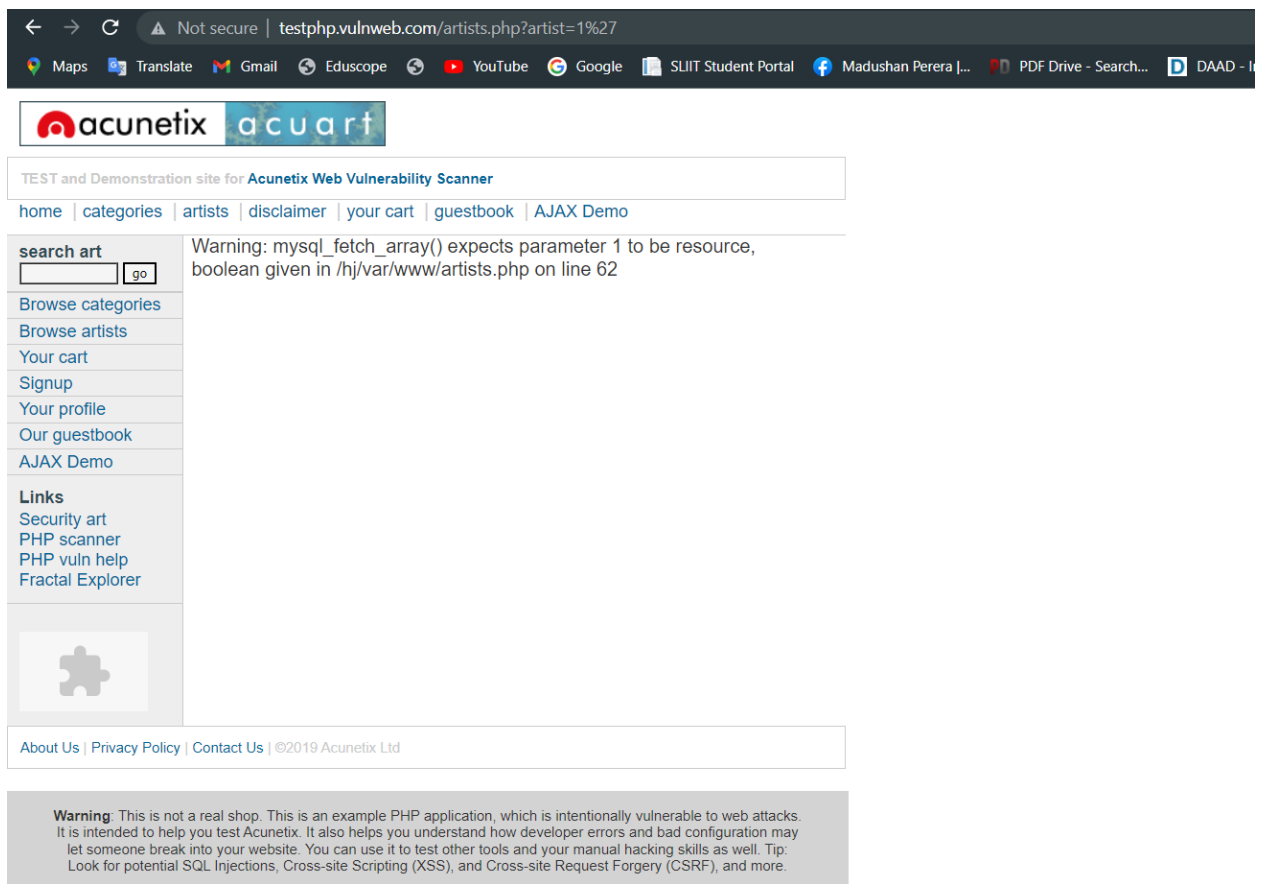 Not secure | testphp.vulnweb.com/artists.php?artist=1%27
Maps Translate Gmail Eduscope YouTube Google SLIIT Student Portal Madushan Perera |... PDF Drive - Search... DAAD - I
acunetix acuart
TEST and Demonstration site for Acunetix Web Vulnerability Scanner
home | categories | artists | disclaimer | your cart | guestbook | AJAX Demo
search art
go
Browse categories
Browse artists
Your cart
Signup
Your profile
Our guestbook
AJAX Demo
Links
Security art
PHP scanner
PHP vuln help
Fractal Explorer
Warning: mysql_fetch_array() expects parameter 1 to be resource,
boolean given in /hj/var/www/artists.php on line 62
About Us | Privacy Policy | Contact Us | ©2019 Acunetix Ltd
Warning: This is not a real shop. This is an example PHP application, which is intentionally vulnerable to web attacks.
It is intended to help you test Acunetix. It also helps you understand how developer errors and bad configuration may
let someone break into your website. You can use it to test other tools and your manual hacking skills as well. Tip:
Look for potential SQL Injections, Cross-site Scripting (XSS), and Cross-site Request Forgery (CSRF), and more.